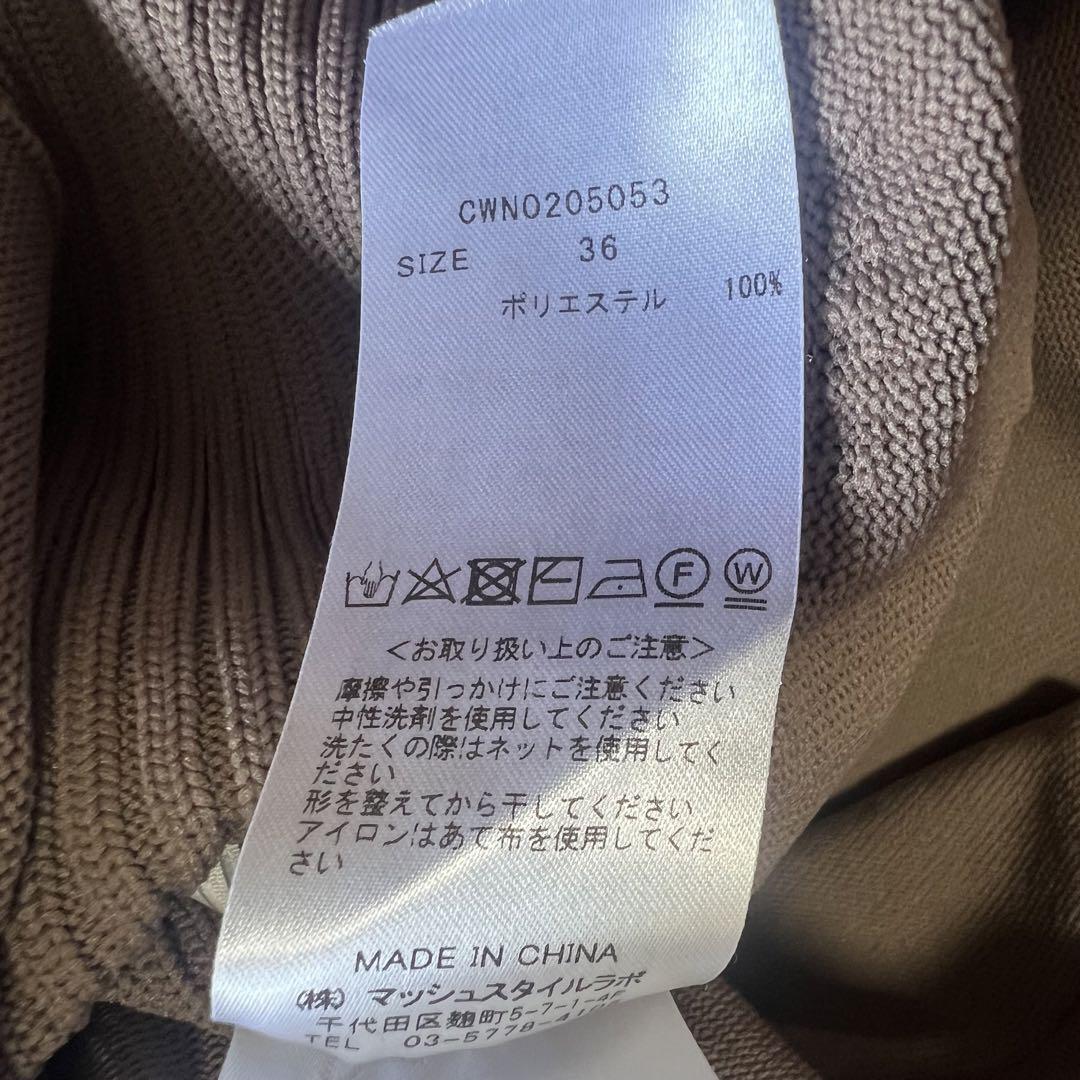 CWNO205053
SIZE 36
ポリエステル 100%
F W
<お取り扱い上のご注意>
摩擦や引っかけにご注意ください
中性洗剤を使用してください
洗たくの際はネットを使用してく
ださい
形を整えてから干してください
アイロンはあて布を使用してくだ
さい
MADE IN CHINA
(株) マッシュスタイルラボ
千代田区麹町5-7-1
TEL 03-5778-